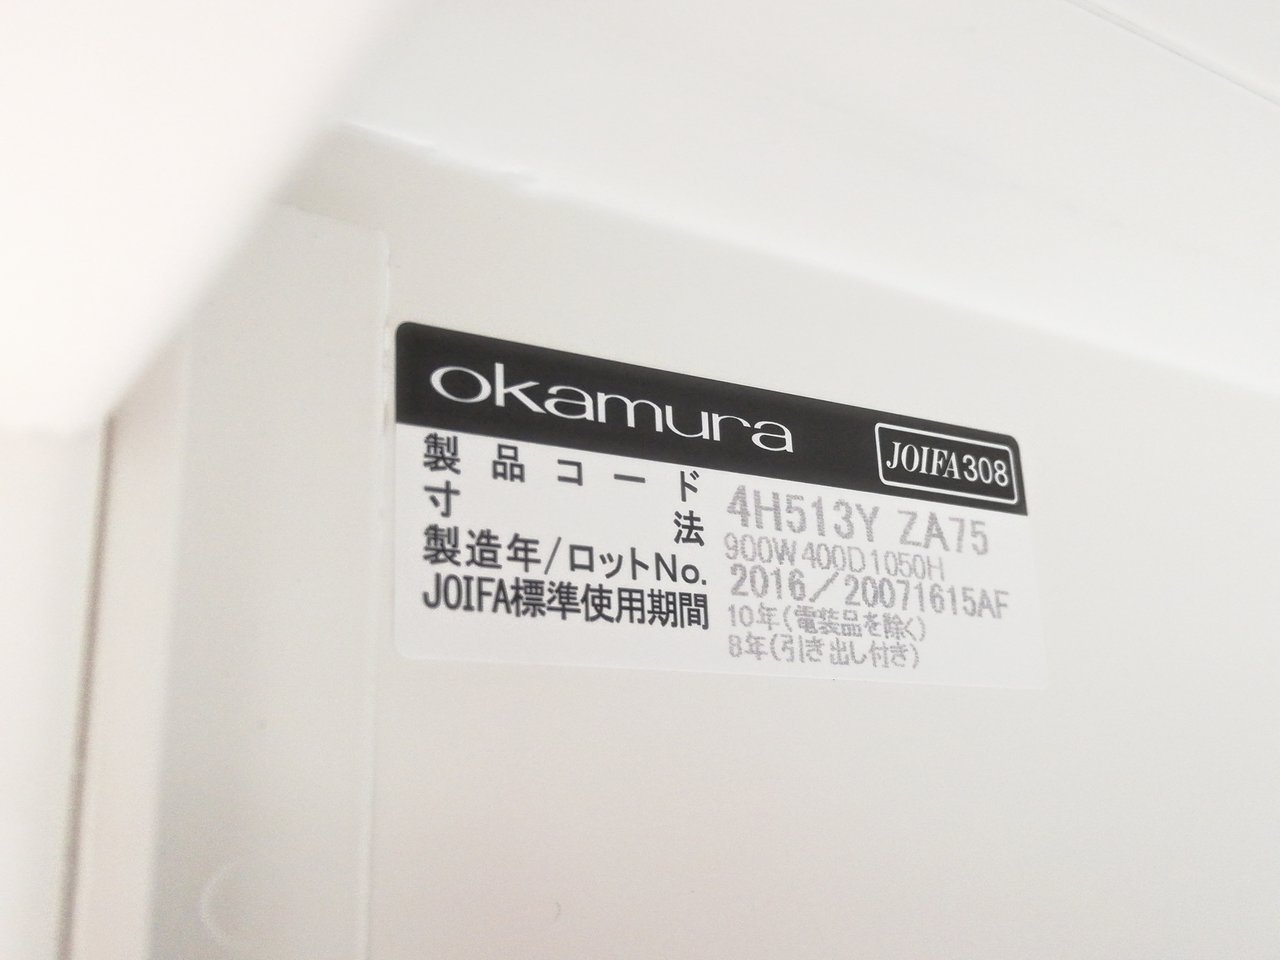 okamura
JOIFA308
製品コード 4H513Y ZA75
寸法 900W400D1050H
製造年/ロットNo. 2016/20071615AF
JOIFA標準使用期間 10年(電装品を除く)
8年(引き出し付き)